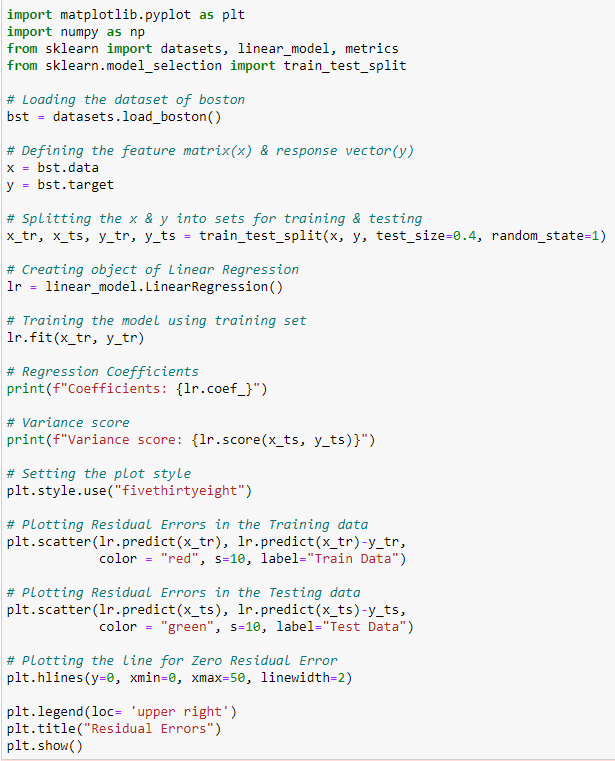 import matplotlib.pyplot as plt
import numpy as np
from sklearn import datasets, linear_model, metrics
from sklearn.model_selection import train_test_split

# Loading the dataset of boston
bst = datasets.load_boston()

# Defining the feature matrix(x) & response vector(y)
x = bst.data
y = bst.target

# Splitting the x & y into sets for training & testing
x_tr, x_ts, y_tr, y_ts = train_test_split(x, y, test_size=0.4, random_state=1)

# Creating object of Linear Regression
lr = linear_model.LinearRegression()

# Training the model using training set
lr.fit(x_tr, y_tr)

# Regression Coefficients
print(f"Coefficients: {lr.coef_}")

# Variance score
print(f"Variance score: {lr.score(x_ts, y_ts)}")

# Setting the plot style
plt.style.use("fivethirtyeight")

# Plotting Residual Errors in the Training data
plt.scatter(lr.predict(x_tr), lr.predict(x_tr)-y_tr,
            color = "red", s=10, label="Train Data")

# Plotting Residual Errors in the Testing data
plt.scatter(lr.predict(x_ts), lr.predict(x_ts)-y_ts,
            color = "green", s=10, label="Test Data")

# Plotting the line for Zero Residual Error
plt.hlines(y=0, xmin=0, xmax=50, linewidth=2)

plt.legend(loc= 'upper right')
plt.title("Residual Errors")
plt.show()